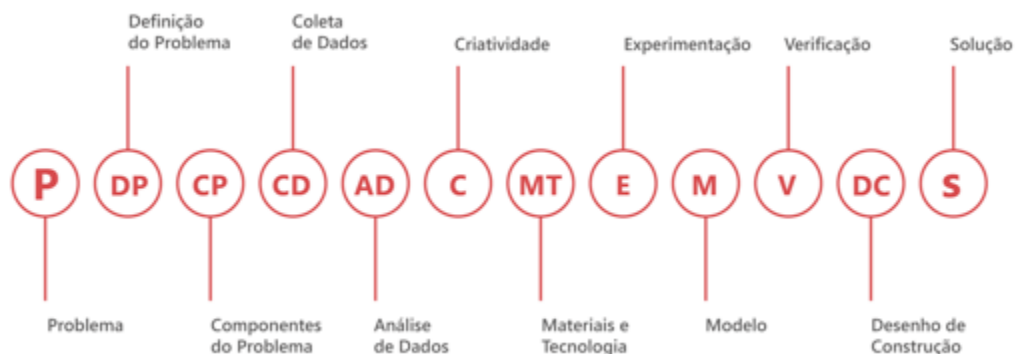 Definição
do Problema
Coleta
de Dados
Criatividade
Experimentação
Verificação
Solução
P
DP
CP
CD
AD
C
MT
E
M
V
DC
S
Problema
Componentes
do Problema
Análise
de Dados
Materiais e
Tecnologia
Modelo
Desenho de
Construção